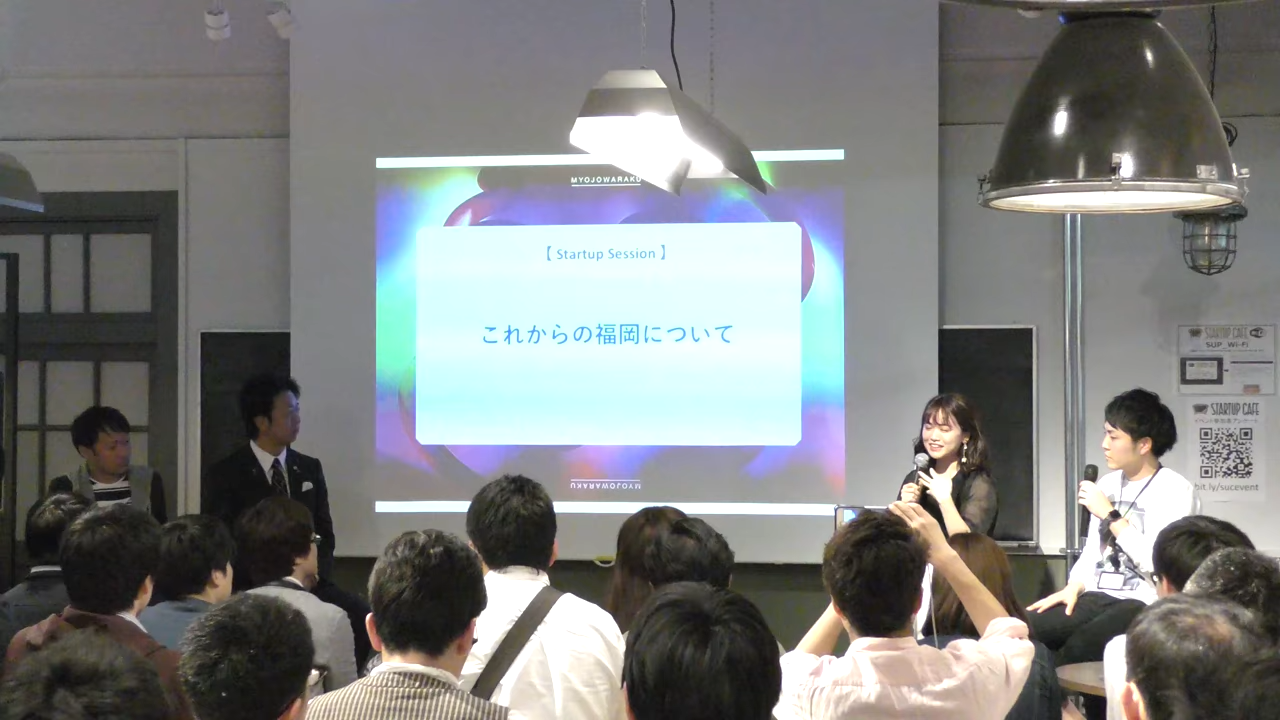 MYOJOWARAKU
【 Startup Session 】
これからの福岡について
MYOJOWARAKU
STARTUP CAFE
SUP_Wi-Fi
STARTUP CAFE
bit.ly/sucevent